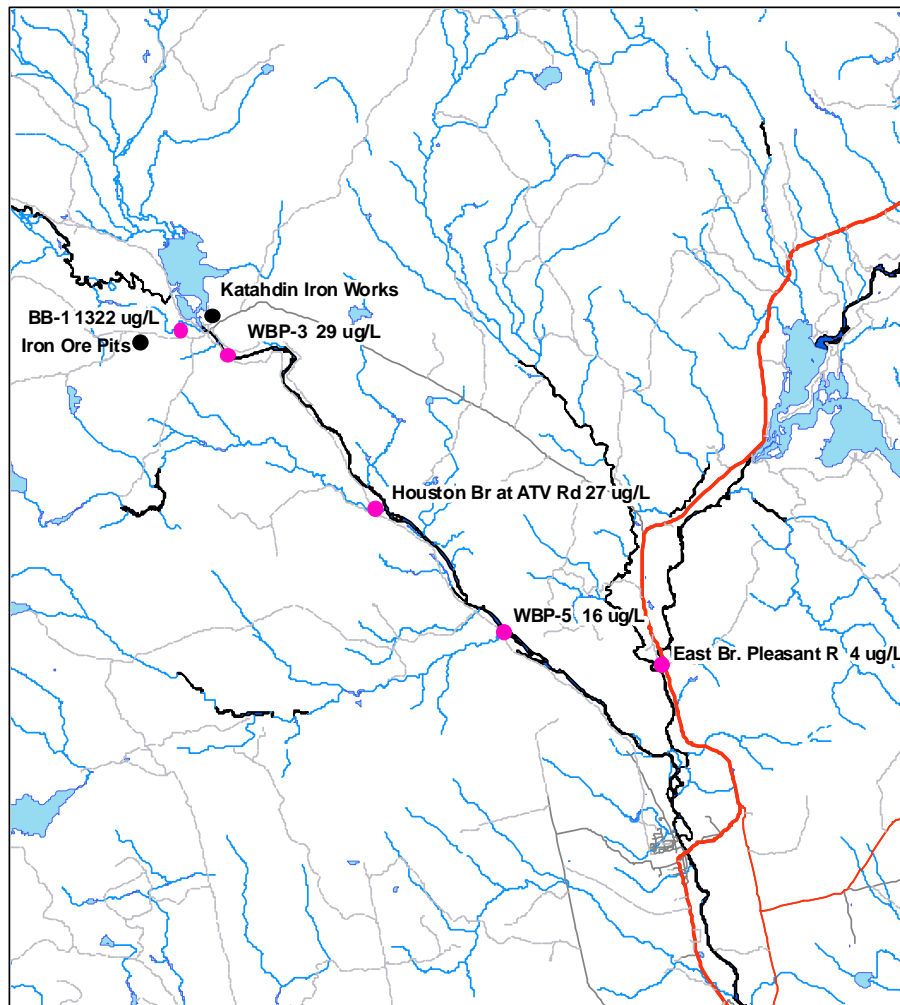 Katahdin Iron Works
BB-1 1322 ug/L
WBP-3 29 ug/L
Iron Ore Pits
Houston Br at ATV Rd 27 ug/L
WBP-5 16 ug/L
East Br. Pleasant R 4 ug/L